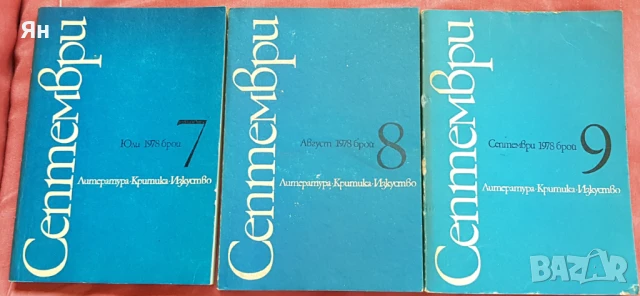 Ян
Септември
Юли 1978 брой 7
Литература·Критика·Изкуство
Септември
Август 1978 брой 8
Литература·Критика·Изкуство
Септември
Септември 1978 брой 9
Литература·Критика·Изкуство
BAZAR